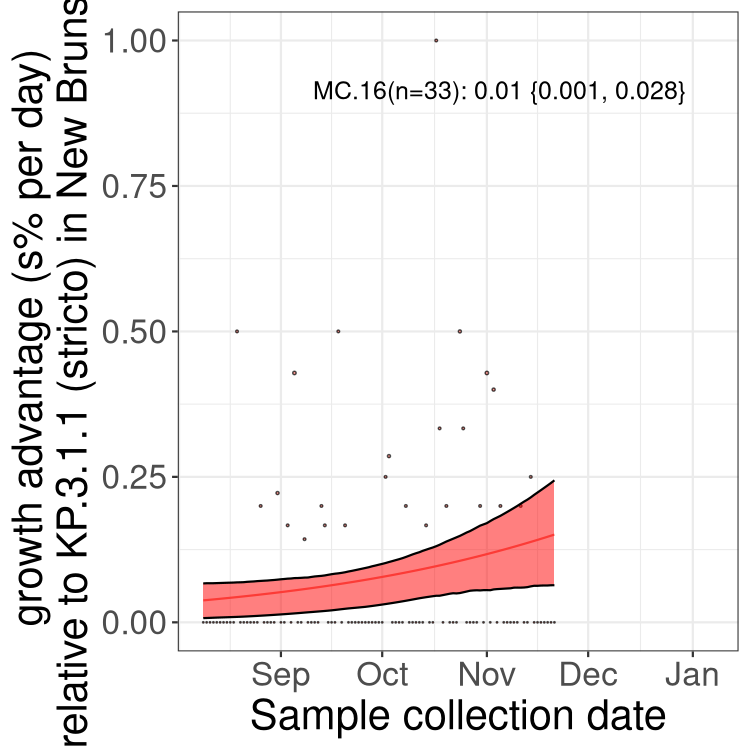 growth advantage (s% per day)
relative to KP.3.1.1 (stricto) in New Bruns
1.00
0.75
0.50
0.25
0.00
MC.16(n=33): 0.01 {0.001, 0.028}
Sep Oct Nov Dec Jan
Sample collection date